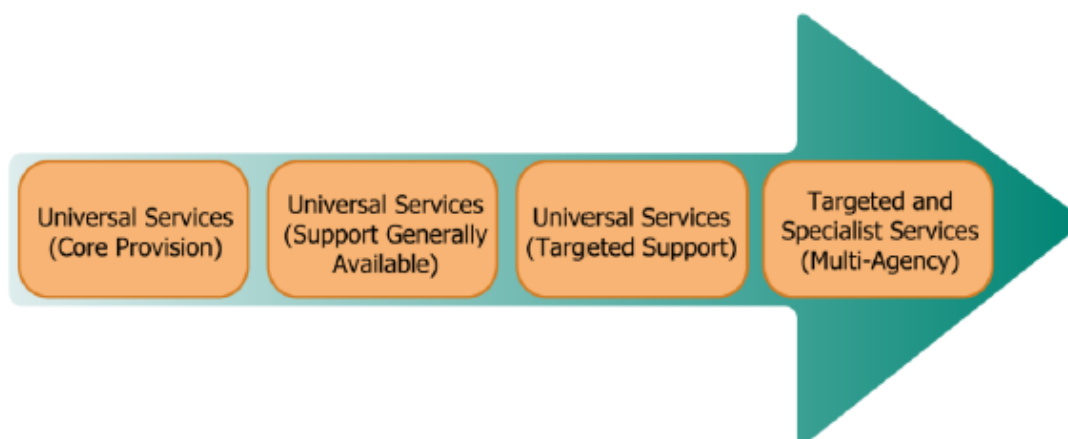 Universal Services
(Core Provision)
Universal Services
(Support Generally
Available)
Universal Services
(Targeted Support)
Targeted and
Specialist Services
(Multi-Agency)